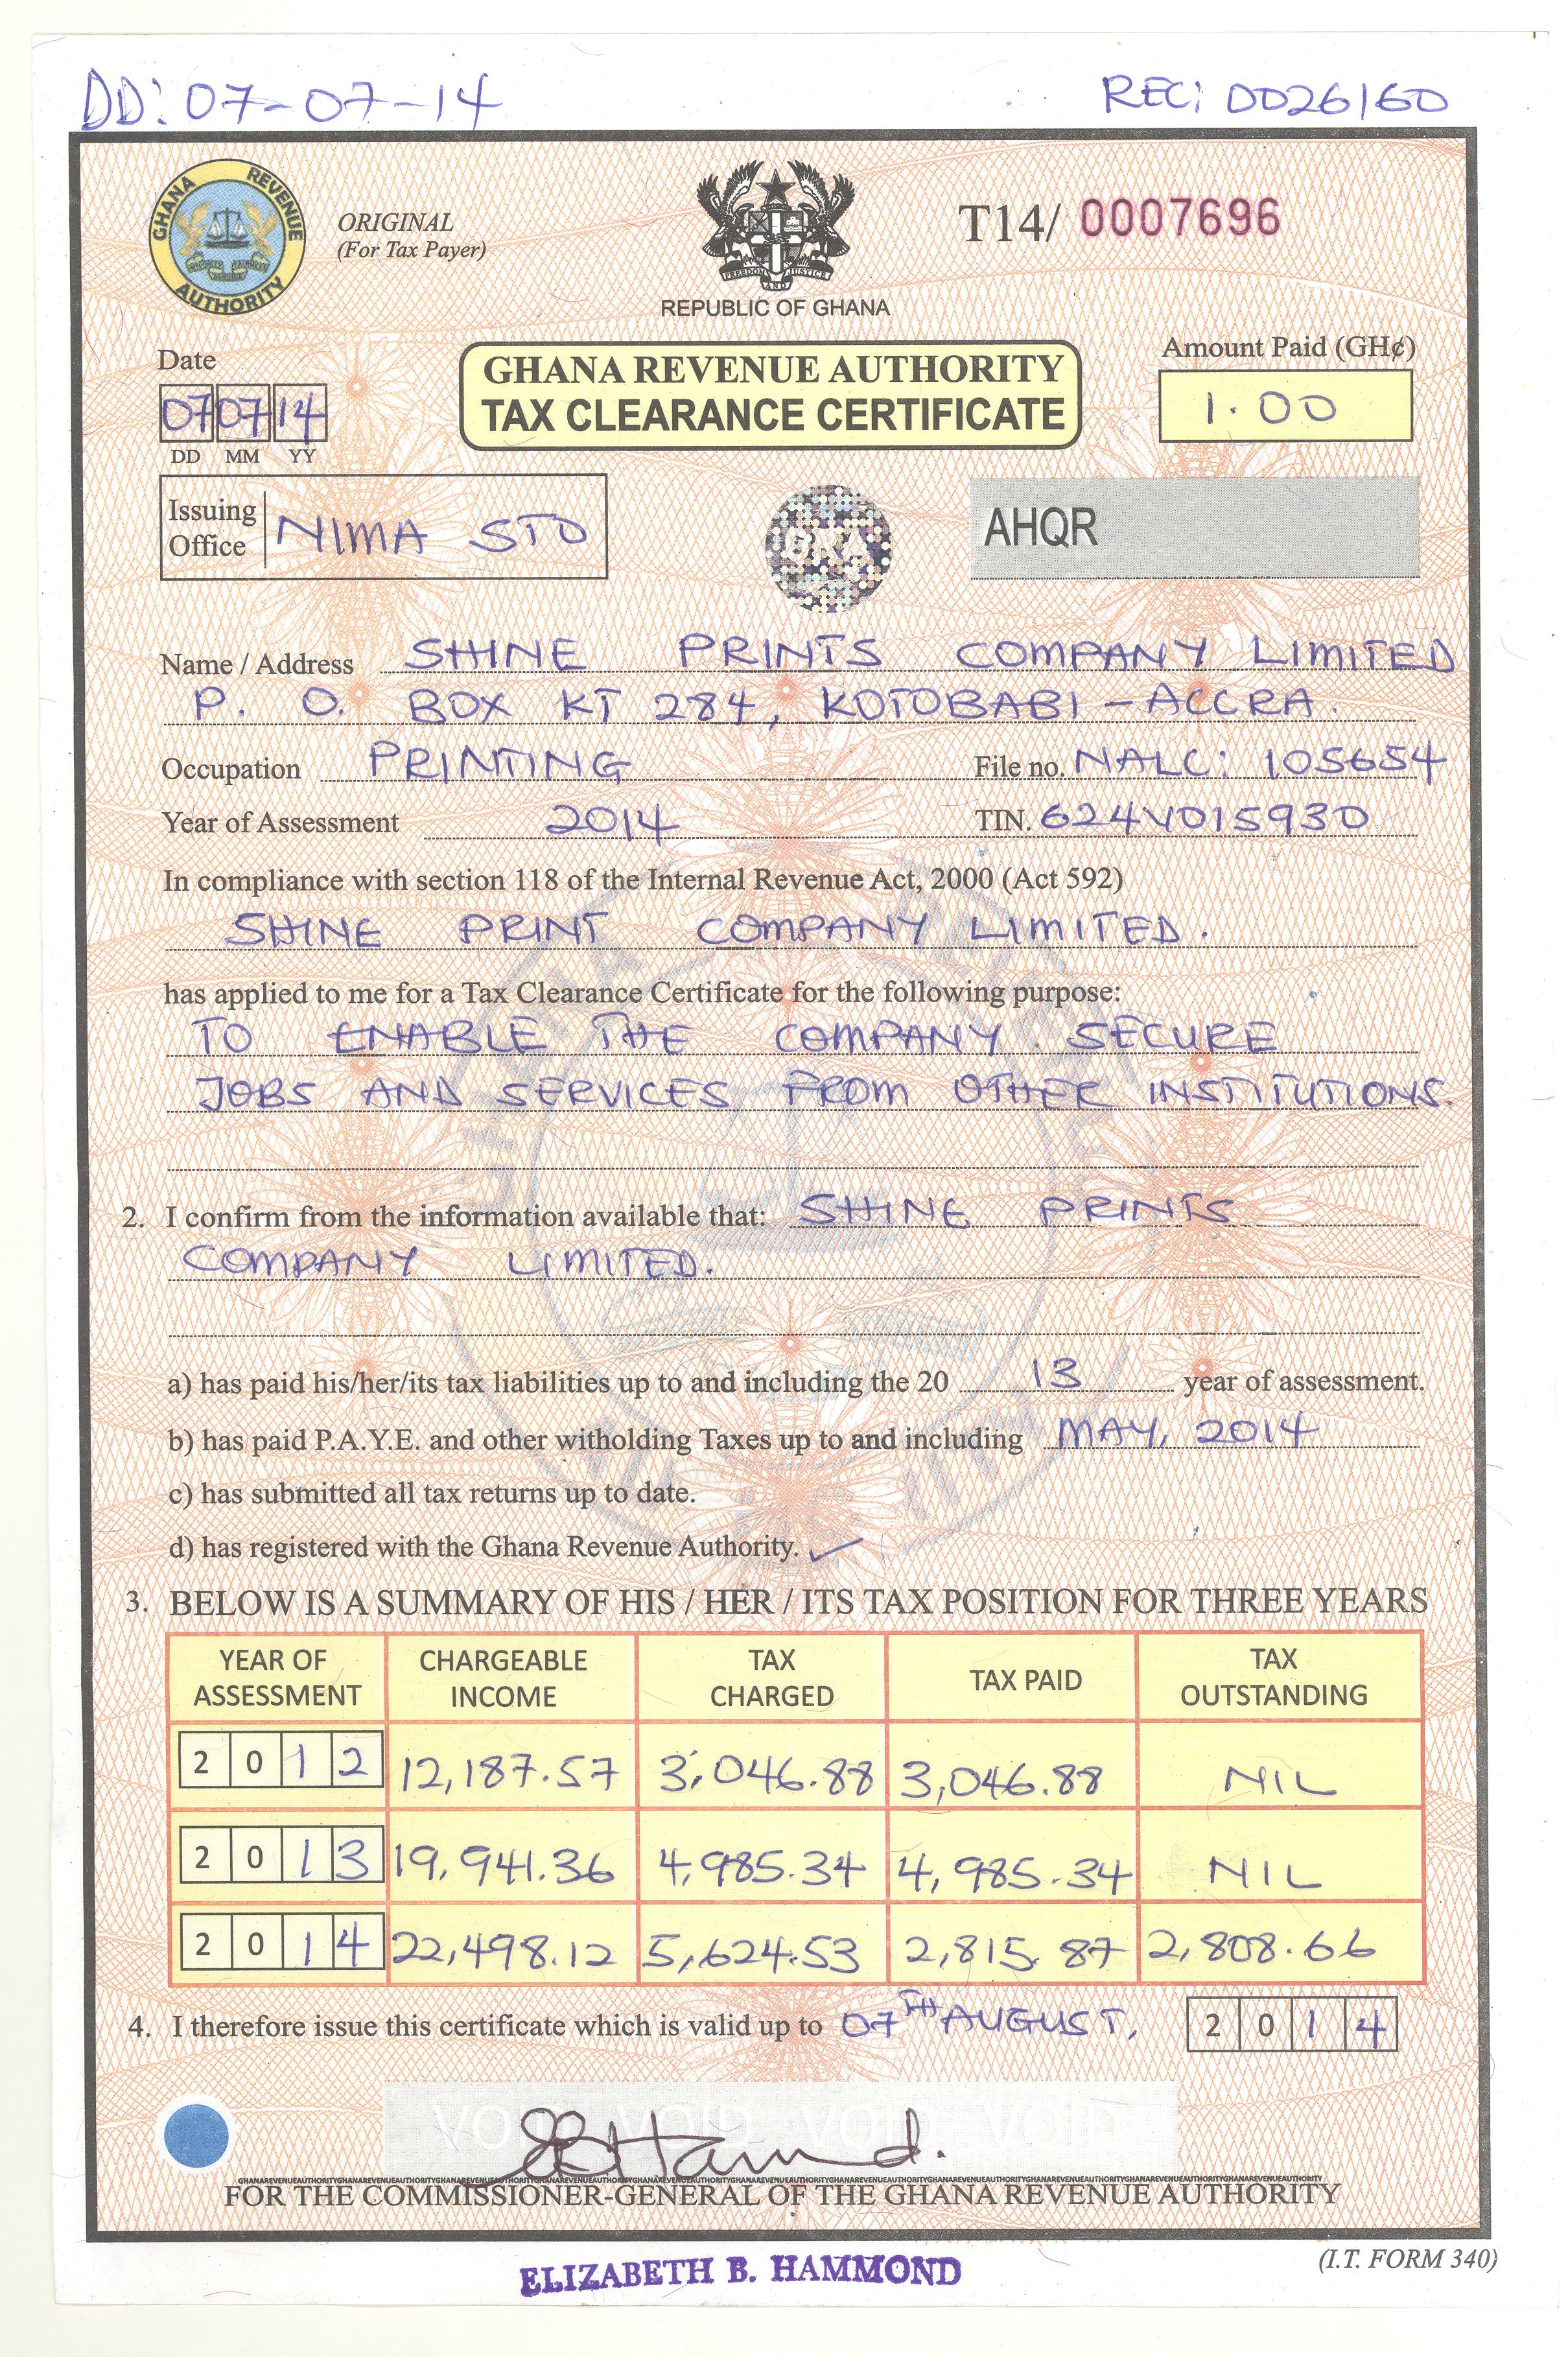 DD: 07-07-14
REC: 0026160
GHANA REVENUE AUTHORITY
ORIGINAL
(For Tax Payer)
FREEDOM AND JUSTICE
REPUBLIC OF GHANA
T14/ 0007696
Date
07 07 14
DD MM YY
GHANA REVENUE AUTHORITY
TAX CLEARANCE CERTIFICATE
Amount Paid (GH¢)
1.00
Issuing Office NIMA STO
GRA
AHQR
Name / Address SHINE PRINTS COMPANY LIMITED
P. O. BOX KT 284, KOTOBABI - ACCRA.
Occupation PRINTING File no. NALC: 105654
Year of Assessment 2014 TIN. 624V015930
In compliance with section 118 of the Internal Revenue Act, 2000 (Act 592)
SHINE PRINT COMPANY LIMITED.
has applied to me for a Tax Clearance Certificate for the following purpose:
TO ENABLE THE COMPANY SECURE
JOBS AND SERVICES FROM OTHER INSTITUTIONS.
2. I confirm from the information available that: SHINE PRINTS
COMPANY LIMITED.
a) has paid his/her/its tax liabilities up to and including the 20 13 year of assessment.
b) has paid P.A.Y.E. and other witholding Taxes up to and including MAY, 2014
c) has submitted all tax returns up to date.
d) has registered with the Ghana Revenue Authority. ✓
3. BELOW IS A SUMMARY OF HIS / HER / ITS TAX POSITION FOR THREE YEARS
YEAR OF ASSESSMENT CHARGEABLE INCOME TAX CHARGED TAX PAID TAX OUTSTANDING
2012 12,187.57 3,046.88 3,046.88 NIL
2013 19,941.36 4,985.34 4,985.34 NIL
2014 22,498.12 5,624.53 2,815.87 2,808.66
4. I therefore issue this certificate which is valid up to 07TH AUGUST, 2014
VOID VOID VOID VOID
FOR THE COMMISSIONER-GENERAL OF THE GHANA REVENUE AUTHORITY
ELIZABETH B. HAMMOND
(I.T. FORM 340)